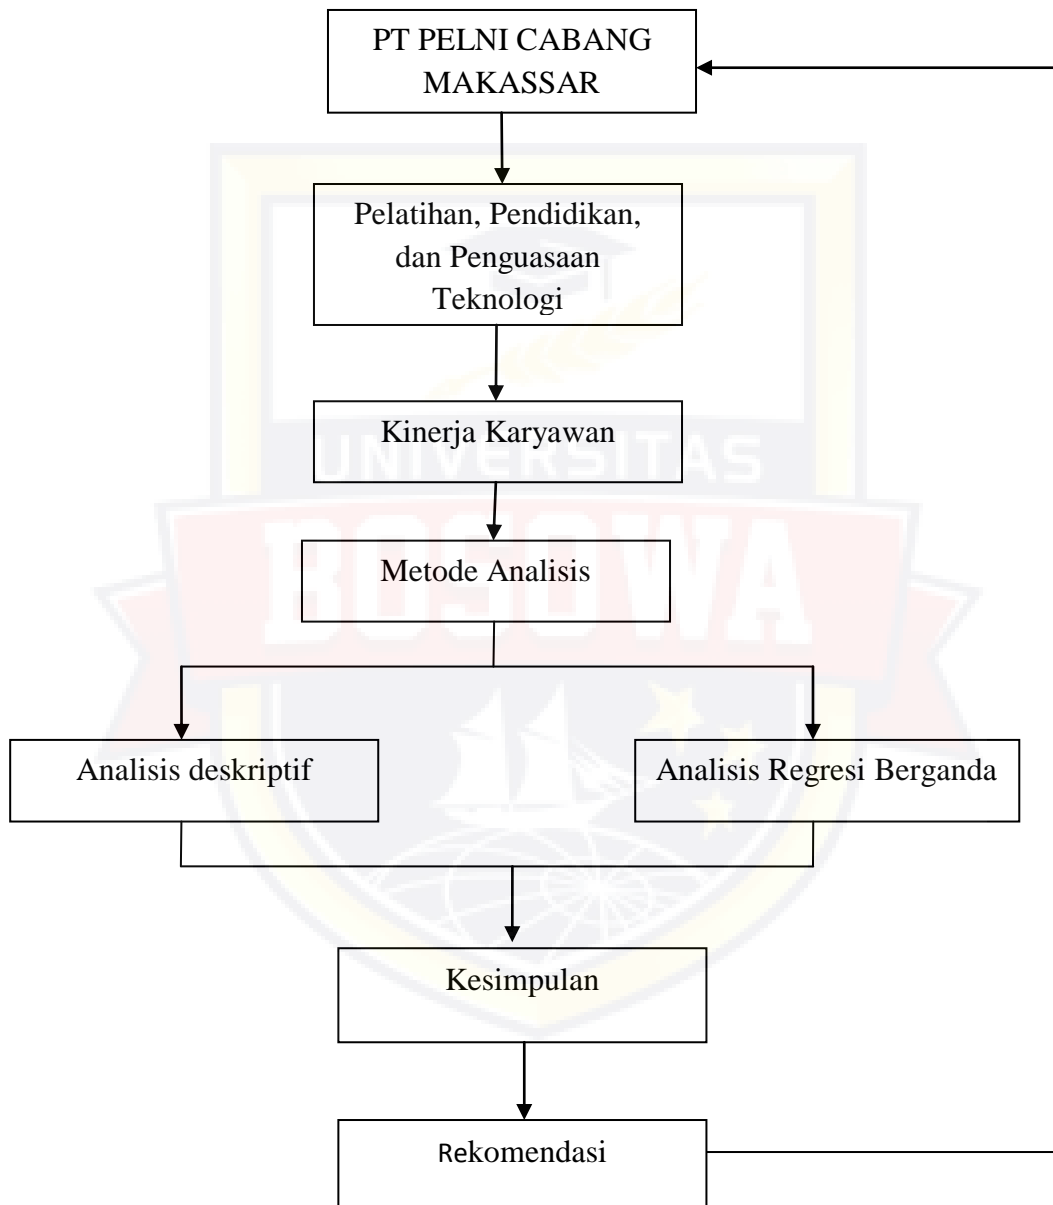 PT PELNI CABANG
MAKASSAR
Pelatihan, Pendidikan,
dan Penguasaan
Teknologi
Kinerja Karyawan
UNIVERSITAS
Metode Analisis
BOSOWA
Analisis deskriptif
Analisis Regresi Berganda
Kesimpulan
Rekomendasi